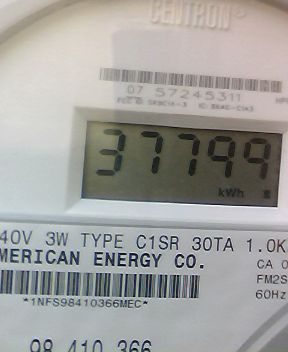 CENTRON®
07 57245311
37799
kWh
40V 3W TYPE C1SR 30TA 1.0K
MERICAN ENERGY CO.
CA 0
FM2S
60Hz
*1NFS98410366MEC*
98 410 366